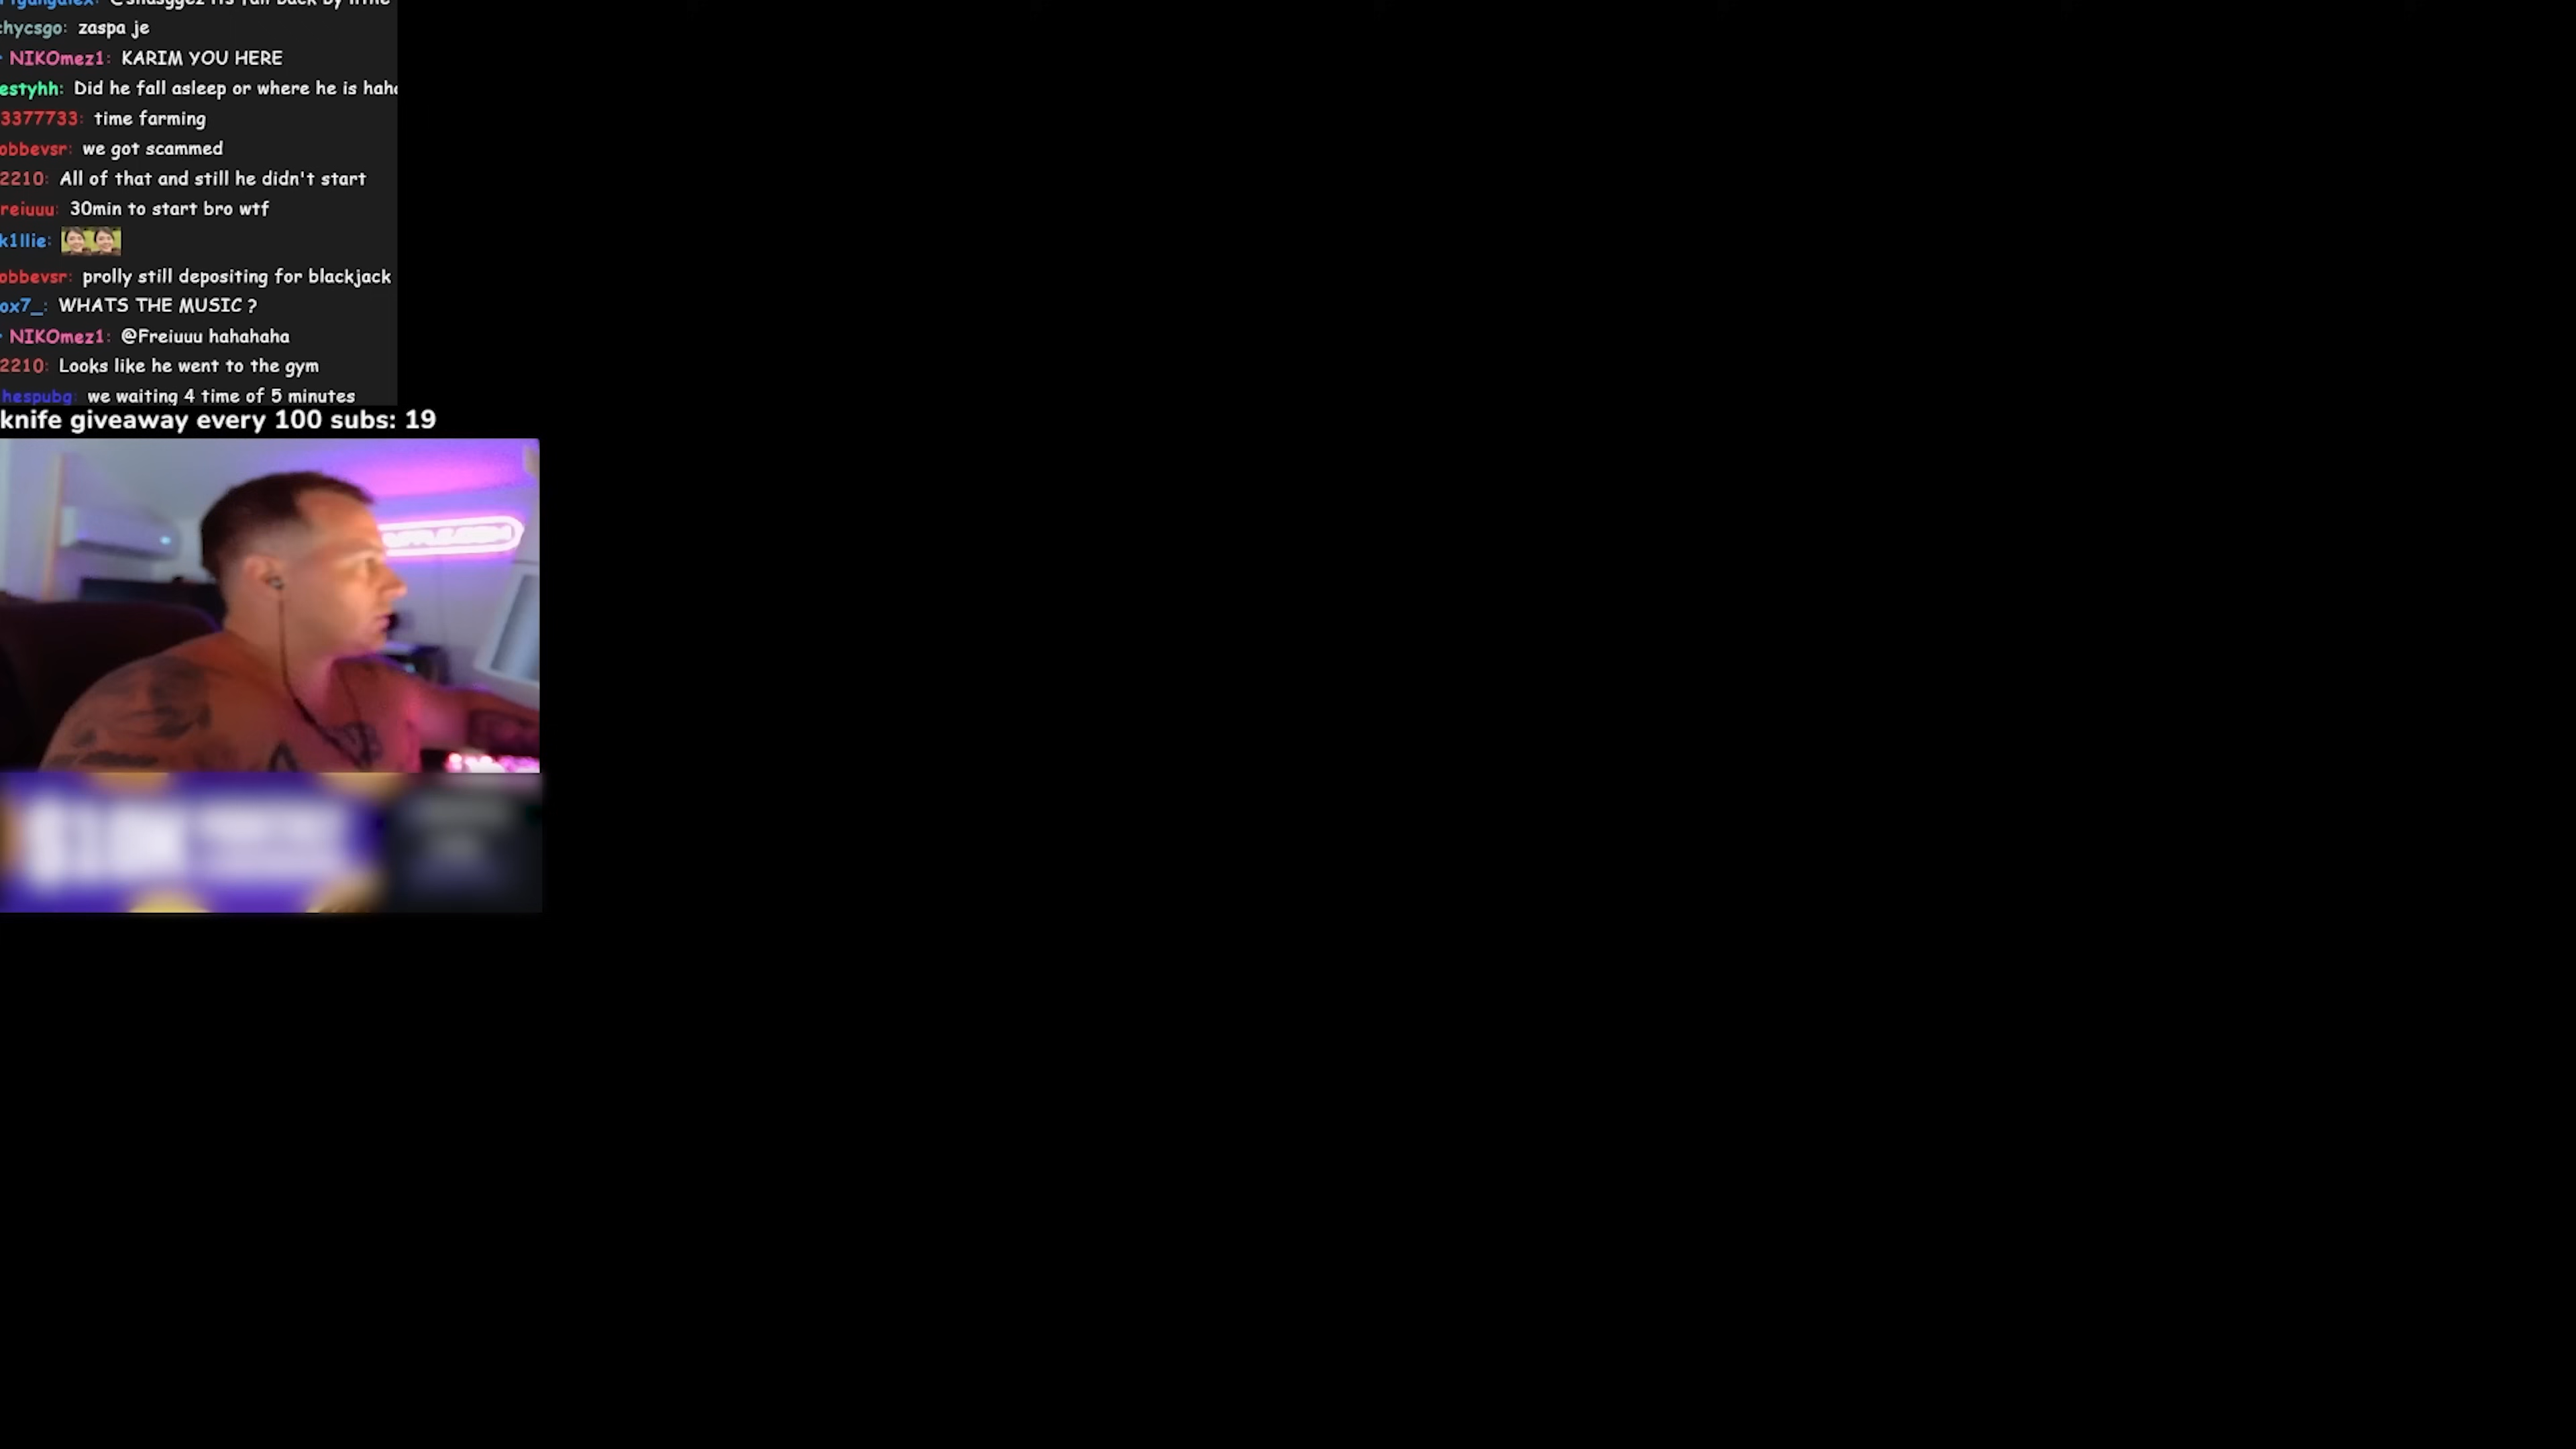 hycsgo: zaspa je
NIKOmez1: KARIM YOU HERE
estyhh: Did he fall asleep or where he is haha
3377733: time farming
obbevsr: we got scammed
2210: All of that and still he didn't start
reiuuu: 30min to start bro wtf
k1llie:
obbevsr: prolly still depositing for blackjack
ox7_: WHATS THE MUSIC ?
NIKOmez1: @Freiuuu hahahaha
2210: Looks like he went to the gym
hespubg: we waiting 4 time of 5 minutes
knife giveaway every 100 subs: 19